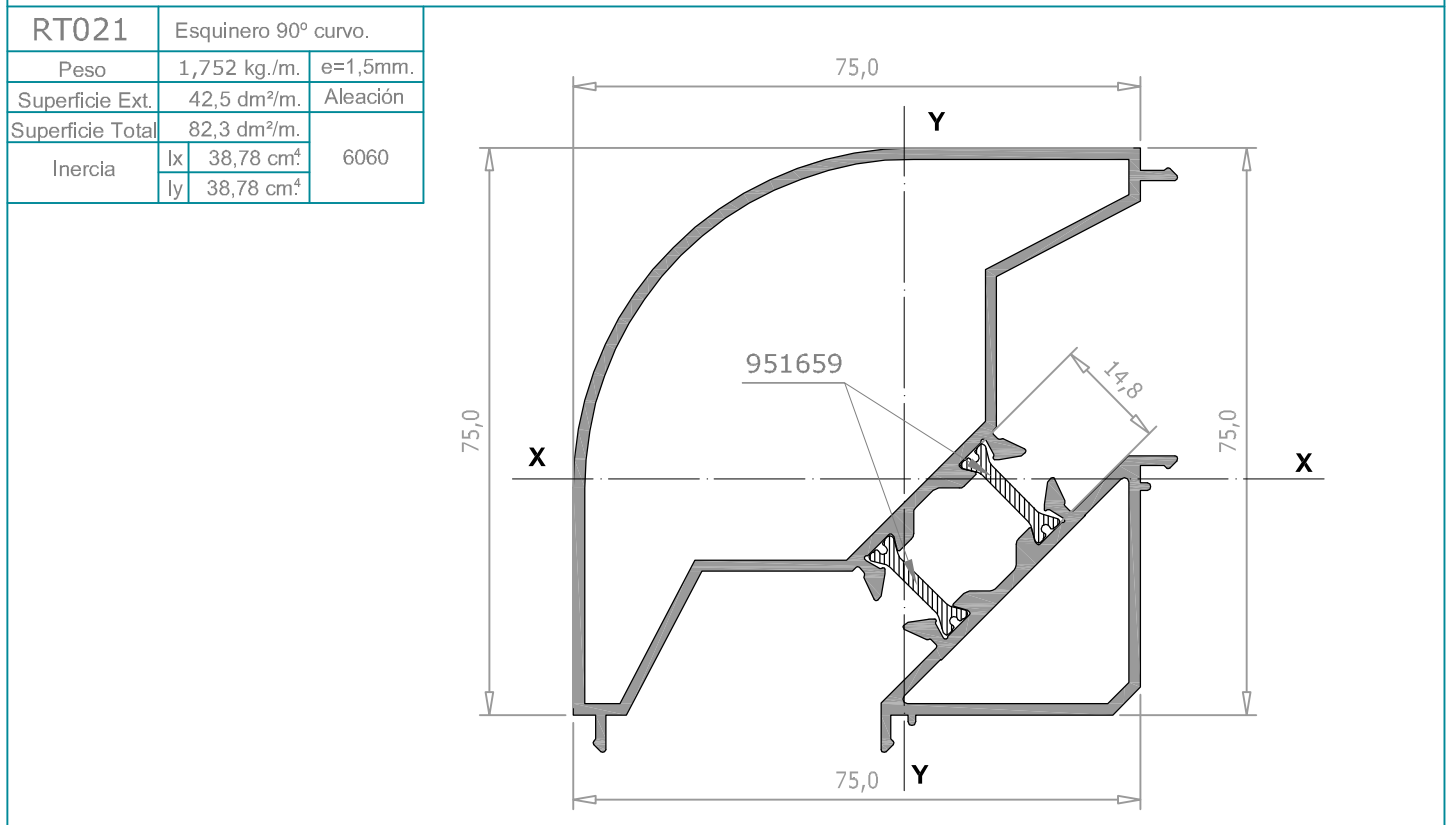 RT021 Esquinero 90º curvo.
Peso 1,752 kg./m. e=1,5mm.
Superficie Ext. 42,5 dm²/m. Aleación
Superficie Total 82,3 dm²/m.
Inercia Ix 38,78 cm⁴. 6060
Iy 38,78 cm⁴.
75,0
Y
951659
14,8
75,0
75,0
X
X
75,0
Y